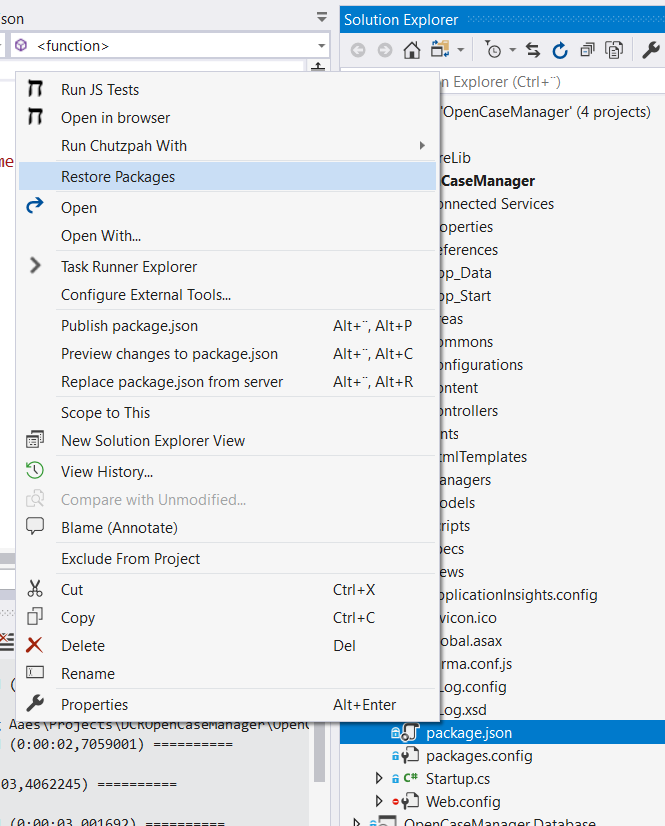 son
<function>
Solution Explorer
n Explorer (Ctrl+¨)
'OpenCaseManager' (4 projects)
reLib
CaseManager
onnected Services
operties
eferences
pp_Data
pp_Start
eas
ommons
onfigurations
ontent
ontrollers
nts
tmlTemplates
anagers
odels
ripts
pecs
ews
pplicationInsights.config
vicon.ico
obal.asax
rma.conf.js
Log.config
Log.xsd
package.json
packages.config
C# Startup.cs
Web.config
OpenCaseManager.Database
me
Run JS Tests
Open in browser
Run Chutzpah With
Restore Packages
Open
Open With...
Task Runner Explorer
Configure External Tools...
Publish package.json Alt+¨, Alt+P
Preview changes to package.json Alt+¨, Alt+C
Replace package.json from server Alt+¨, Alt+R
Scope to This
New Solution Explorer View
View History...
Compare with Unmodified...
Blame (Annotate)
Exclude From Project
Cut Ctrl+X
Copy Ctrl+C
Delete Del
Rename
Properties Alt+Enter
Aaes\Projects\DCROpenCaseManager\Open
(0:00:02,7059001) ==========
03,4062245) ==========
(0:00:03,001692) ==========